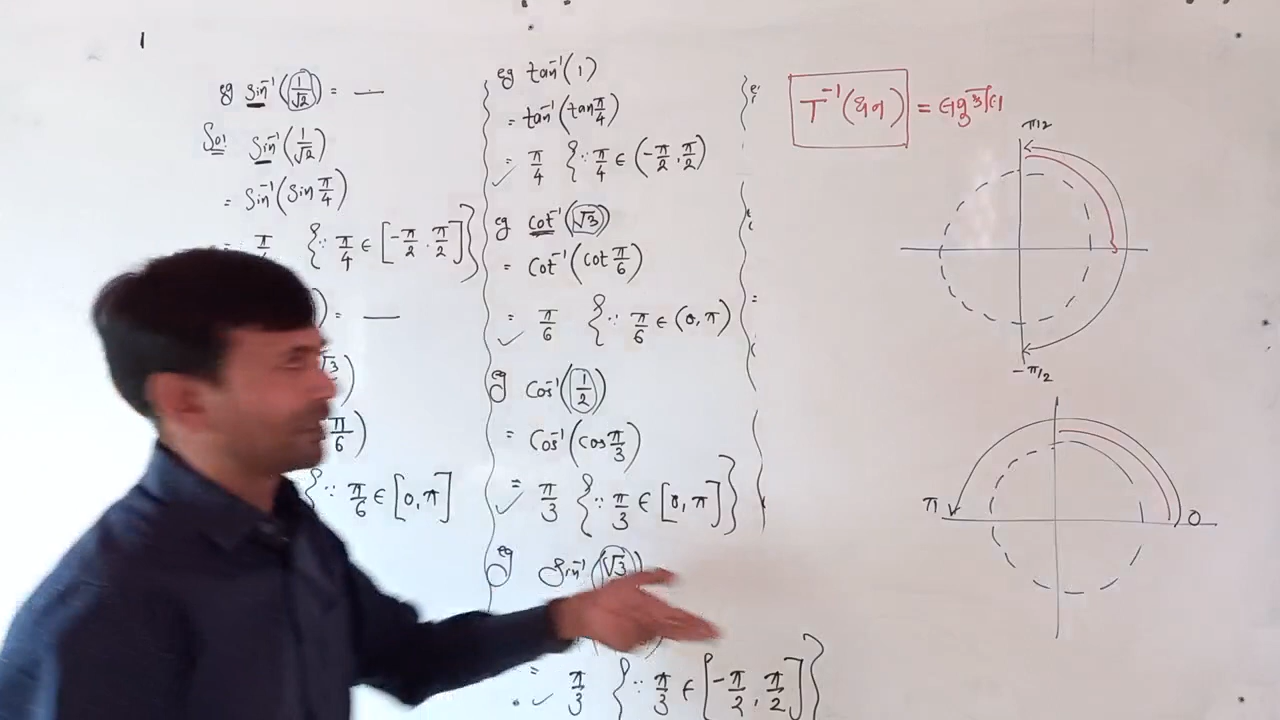 eg sin⁻¹(1/√2) = —
Sol sin⁻¹(1/√2)
= sin⁻¹(sin π/4)
{∵ π/4 ∈ [-π/2, π/2]}
) = —
√3)
π/6)
{∵ π/6 ∈ [0, π]
eg tan⁻¹(1)
= tan⁻¹(tan π/4)
= π/4 {∵ π/4 ∈ (-π/2, π/2)
eg cot⁻¹(√3)
= cot⁻¹(cot π/6)
= π/6 {∵ π/6 ∈ (0, π)
eg cos⁻¹(1/2)
= cos⁻¹(cos π/3)
= π/3 {∵ π/3 ∈ [0, π]}
eg sin⁻¹(√3
= π/3 {∵ π/3 ∈ [-π/2, π/2]}
T⁻¹(धन) =
π/2
-π/2
π
0